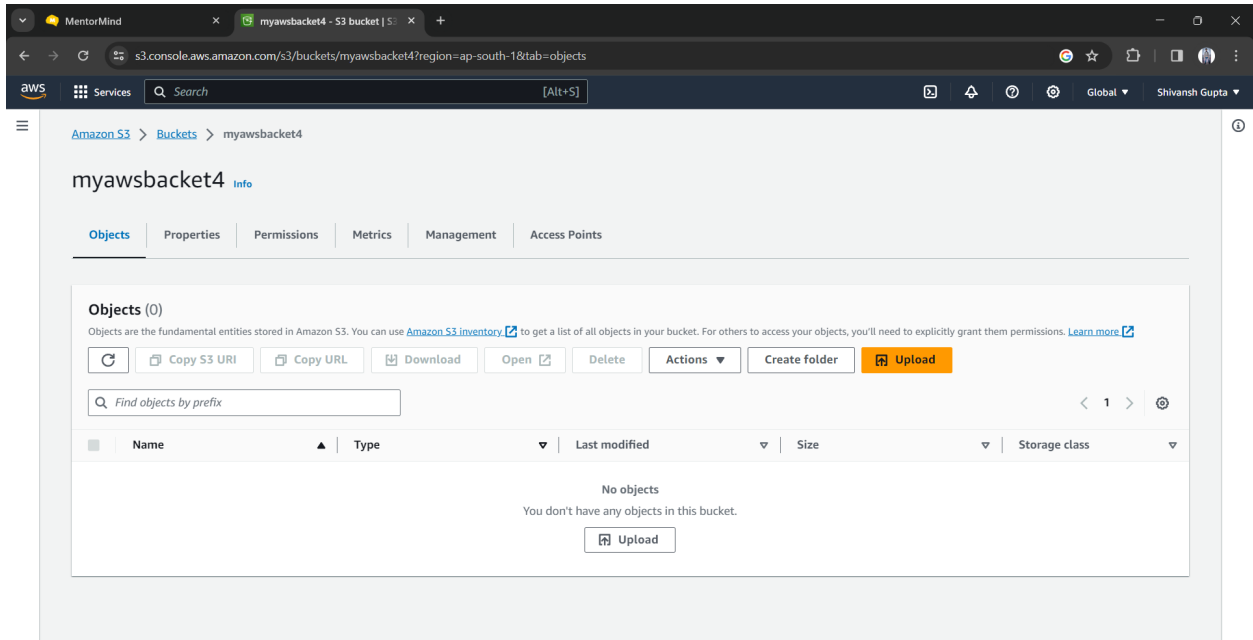 MentorMind
myawsbacket4 - S3 bucket | S3
s3.console.aws.amazon.com/s3/buckets/myawsbacket4?region=ap-south-1&tab=objects
aws Services Search [Alt+S] Global Shivansh Gupta
Amazon S3 > Buckets > myawsbacket4
myawsbacket4 Info
Objects Properties Permissions Metrics Management Access Points
Objects (0)
Objects are the fundamental entities stored in Amazon S3. You can use Amazon S3 inventory to get a list of all objects in your bucket. For others to access your objects, you'll need to explicitly grant them permissions. Learn more
Copy S3 URI Copy URL Download Open Delete Actions Create folder Upload
Find objects by prefix 1
Name Type Last modified Size Storage class
No objects
You don't have any objects in this bucket.
Upload